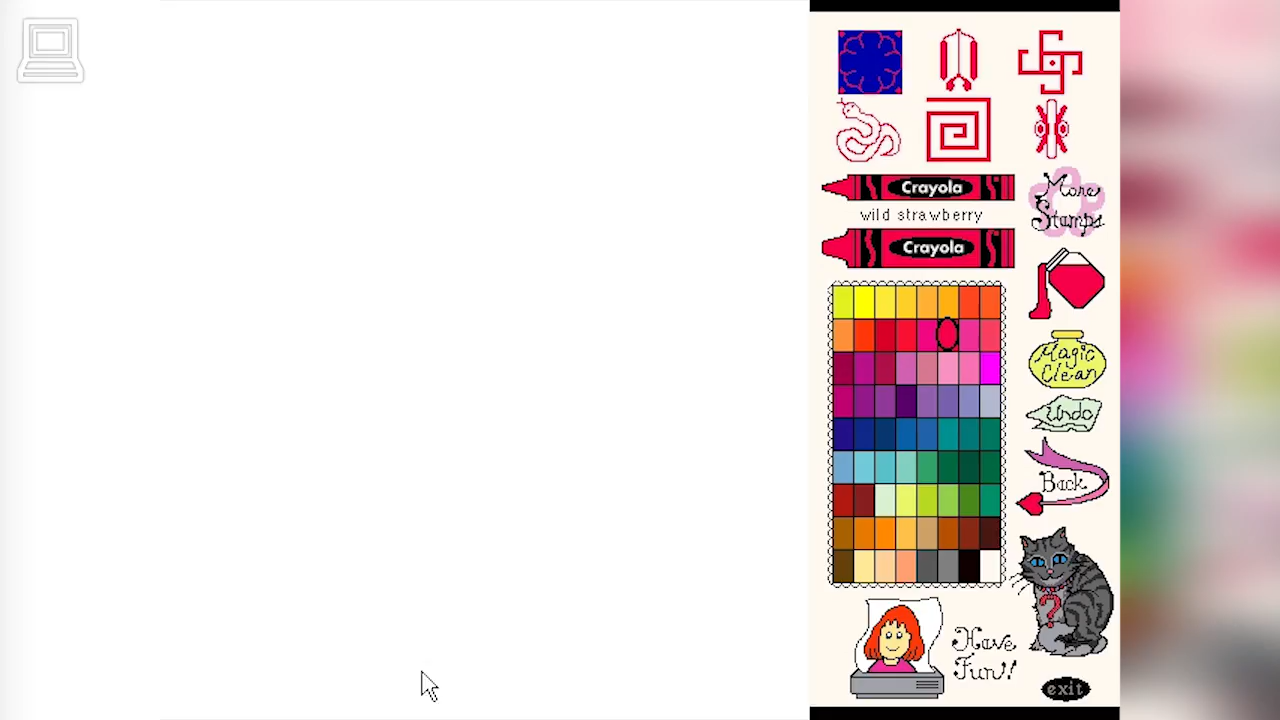 Crayola
wild strawberry
Crayola
More
Stamps
Magic
Clean
Undo
Back
?
Have
Fun!
exit